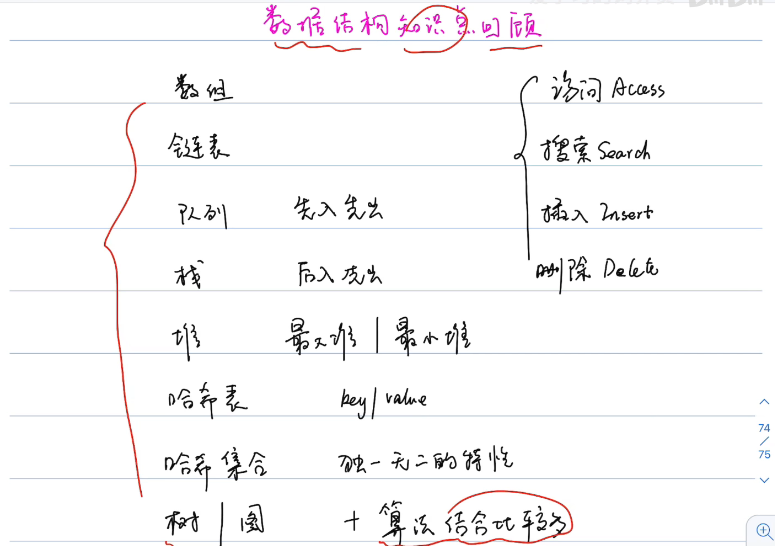 数据结构知识点回顾
数组
访问 Access
链表
搜索 Search
队列 先入先出
插入 Insert
栈 后入先出
删除 Delete
堆 最大堆 | 最小堆
哈希表 key/value
哈希集合 独一无二的特性
树 | 图 + 算法结合比较多
74
/
75